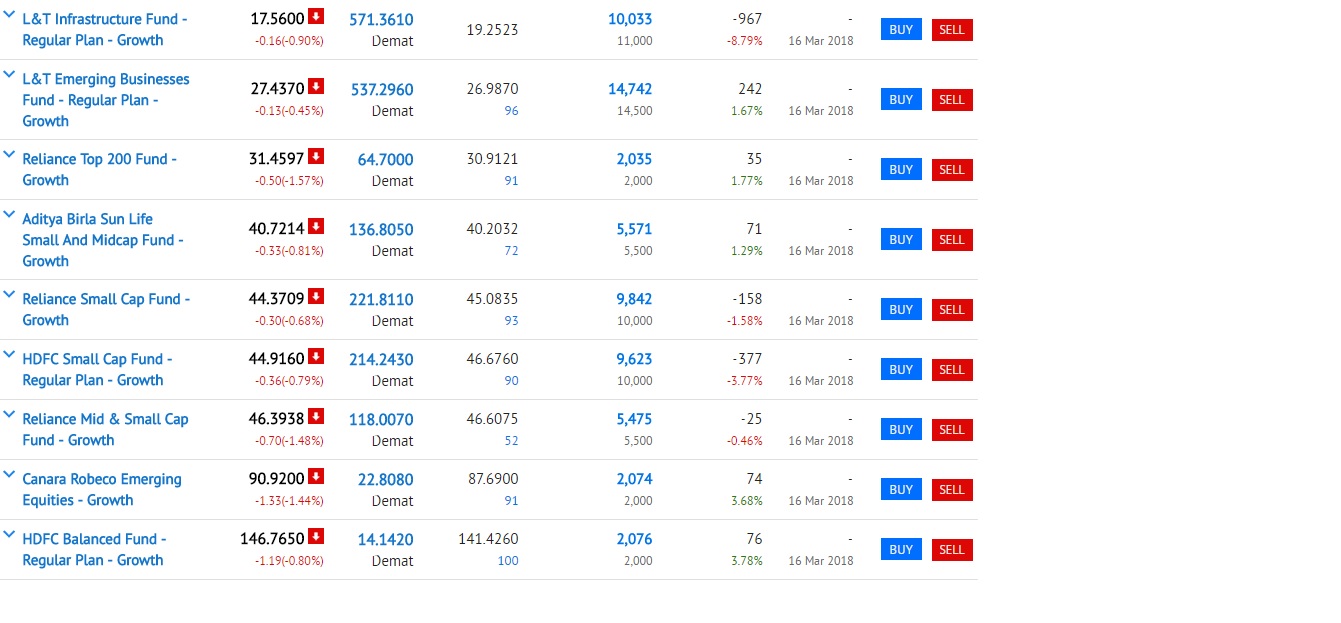 L&T Infrastructure Fund - 17.5600 571.3610 19.2523 10,033 -967 - BUY SELL
Regular Plan - Growth -0.16(-0.90%) Demat 11,000 -8.79% 16 Mar 2018
L&T Emerging Businesses 27.4370 537.2960 26.9870 14,742 242 - BUY SELL
Fund - Regular Plan - -0.13(-0.45%) Demat 96 14,500 1.67% 16 Mar 2018
Growth
Reliance Top 200 Fund - 31.4597 64.7000 30.9121 2,035 35 - BUY SELL
Growth -0.50(-1.57%) Demat 91 2,000 1.77% 16 Mar 2018
Aditya Birla Sun Life 40.7214 136.8050 40.2032 5,571 71 - BUY SELL
Small And Midcap Fund - -0.33(-0.81%) Demat 72 5,500 1.29% 16 Mar 2018
Growth
Reliance Small Cap Fund - 44.3709 221.8110 45.0835 9,842 -158 - BUY SELL
Growth -0.30(-0.68%) Demat 93 10,000 -1.58% 16 Mar 2018
HDFC Small Cap Fund - 44.9160 214.2430 46.6760 9,623 -377 - BUY SELL
Regular Plan - Growth -0.36(-0.79%) Demat 90 10,000 -3.77% 16 Mar 2018
Reliance Mid & Small Cap 46.3938 118.0070 46.6075 5,475 -25 - BUY SELL
Fund - Growth -0.70(-1.48%) Demat 52 5,500 -0.46% 16 Mar 2018
Canara Robeco Emerging 90.9200 22.8080 87.6900 2,074 74 - BUY SELL
Equities - Growth -1.33(-1.44%) Demat 91 2,000 3.68% 16 Mar 2018
HDFC Balanced Fund - 146.7650 14.1420 141.4260 2,076 76 - BUY SELL
Regular Plan - Growth -1.19(-0.80%) Demat 100 2,000 3.78% 16 Mar 2018